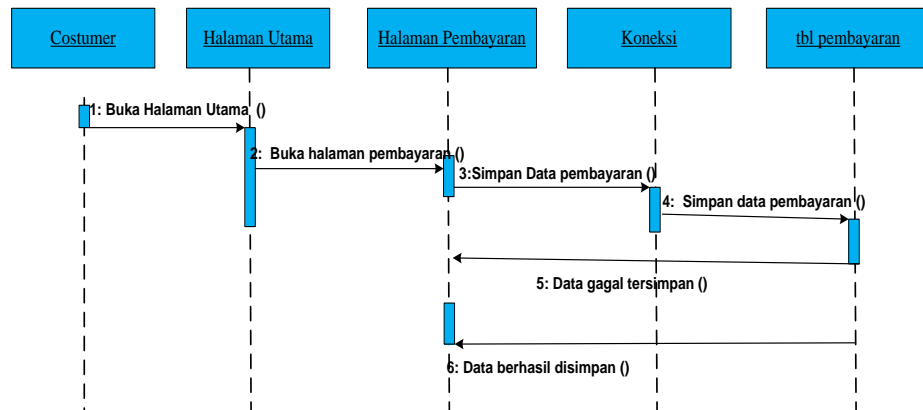 Costumer
Halaman Utama
Halaman Pembayaran
Koneksi
tbl pembayaran
1: Buka Halaman Utama ()
2: Buka halaman pembayaran ()
3:Simpan Data pembayaran ()
4: Simpan data pembayaran ()
5: Data gagal tersimpan ()
6: Data berhasil disimpan ()